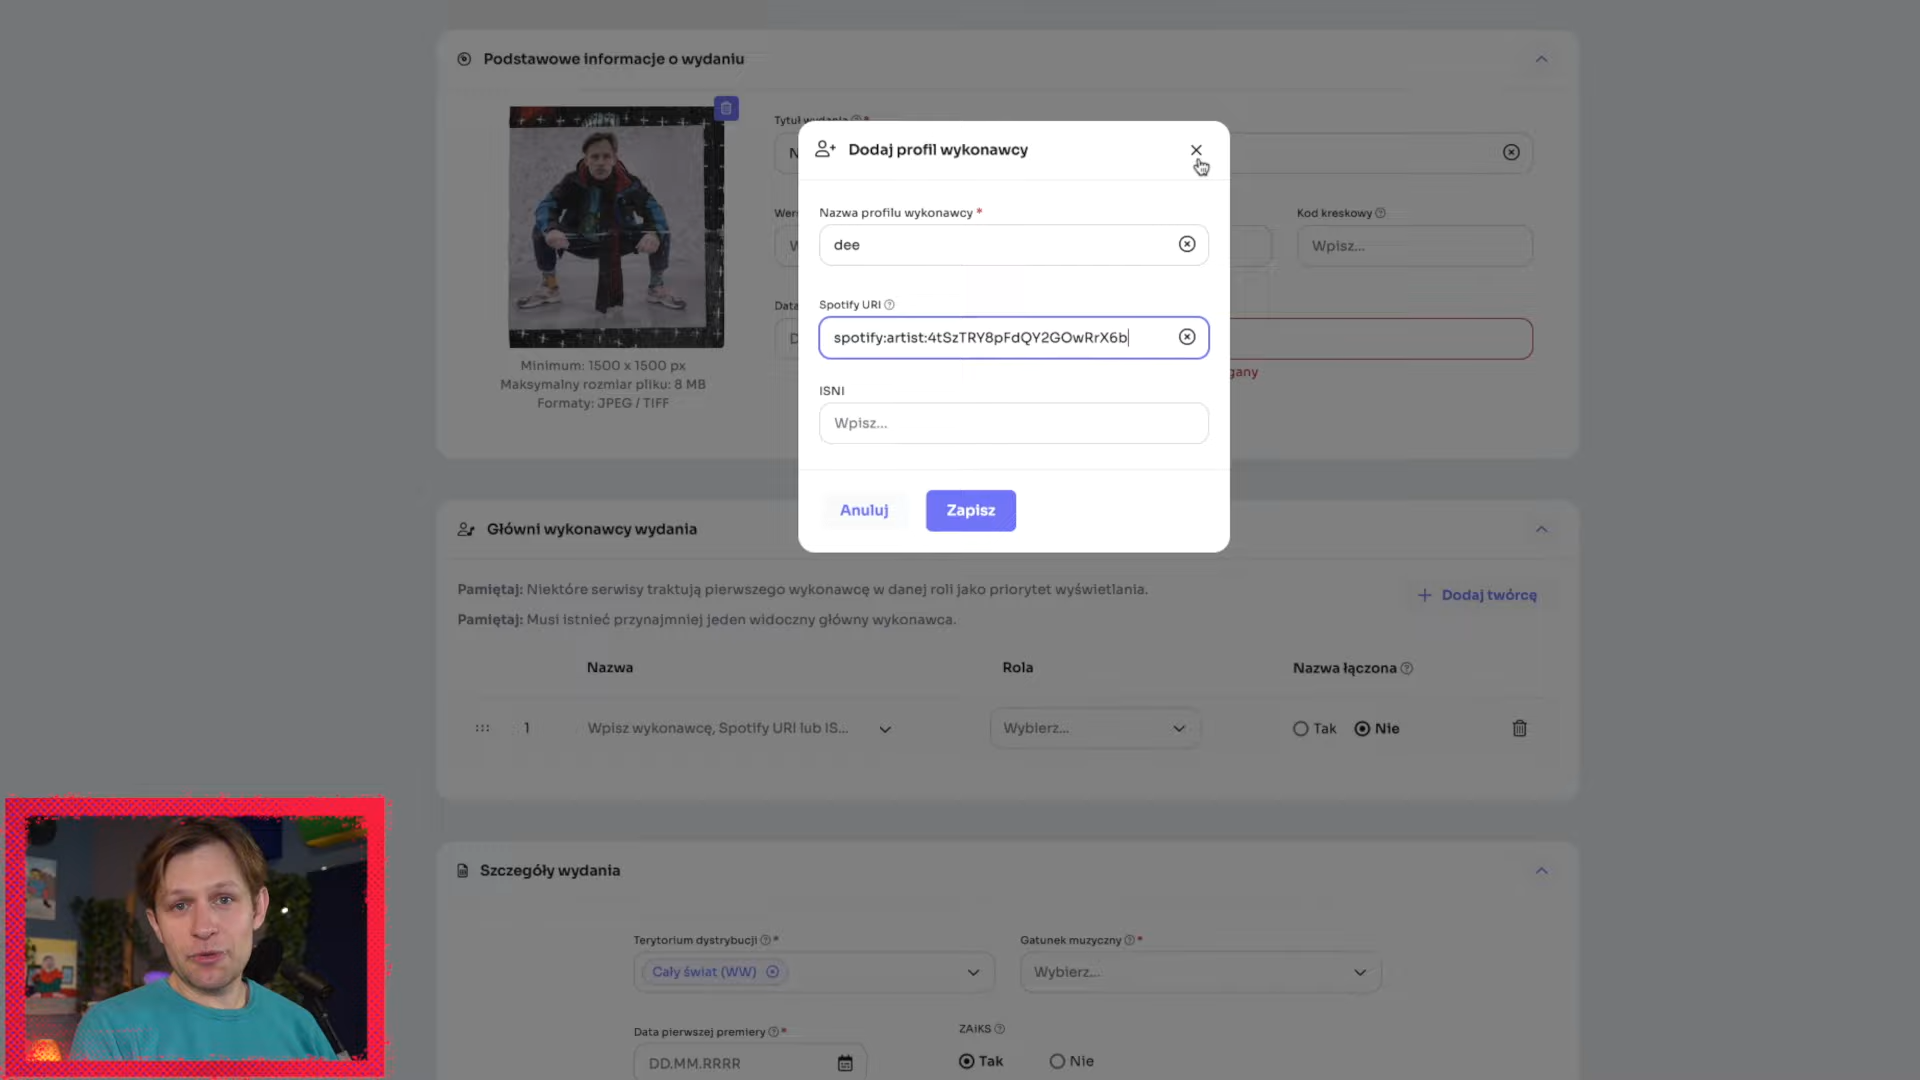 Podstawowe informacje o wydaniu
Tytuł wydania *
Minimum: 1500 x 1500 px
Maksymalny rozmiar pliku: 8 MB
Formaty: JPEG / TIFF
Data
Kod kreskowy
Wpisz...
Dodaj profil wykonawcy
Nazwa profilu wykonawcy *
dee
Spotify URI
spotify:artist:4tSzTRY8pFdQY2GOwRrX6b
ISNI
Wpisz...
Anuluj
Zapisz
Główni wykonawcy wydania
Pamiętaj: Niektóre serwisy traktują pierwszego wykonawcę w danej roli jako priorytet wyświetlania.
Pamiętaj: Musi istnieć przynajmniej jeden widoczny główny wykonawca.
+ Dodaj twórcę
Nazwa Rola Nazwa łączona
1 Wpisz wykonawcę, Spotify URI lub IS... Wybierz... Tak Nie
Szczegóły wydania
Terytorium dystrybucji * Gatunek muzyczny *
Cały świat (WW) Wybierz...
Data pierwszej premiery * ZAiKS
DD.MM.RRRR Tak Nie